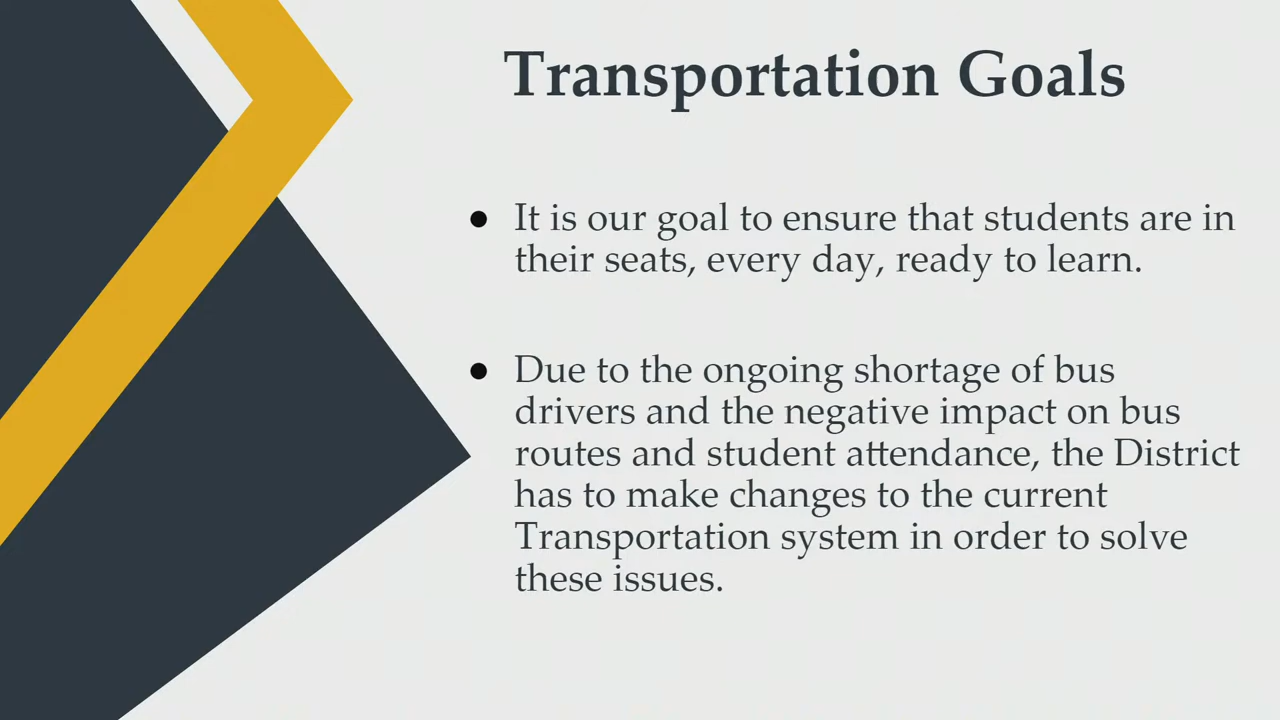 Transportation Goals
● It is our goal to ensure that students are in
their seats, every day, ready to learn.
● Due to the ongoing shortage of bus
drivers and the negative impact on bus
routes and student attendance, the District
has to make changes to the current
Transportation system in order to solve
these issues.